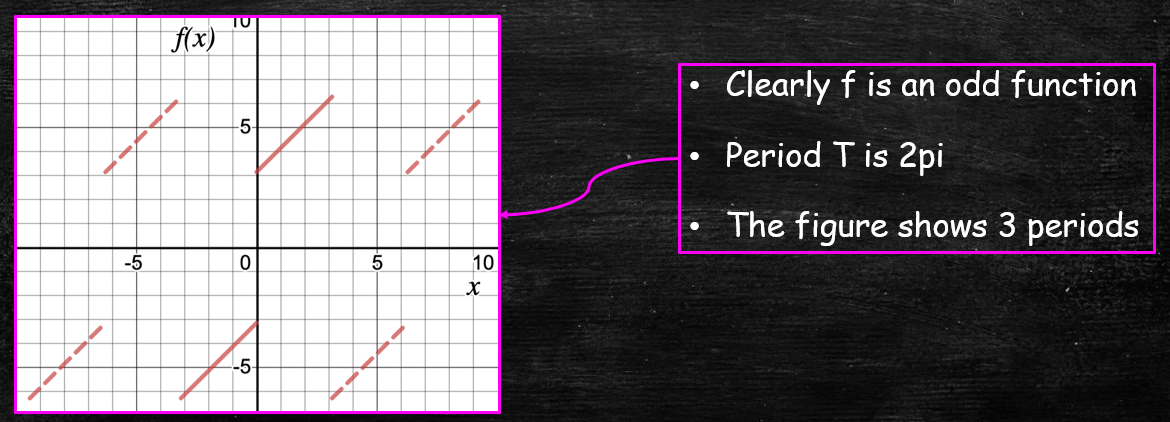 10
f(x)
5
-5 0 5 10
x
-5
• Clearly f is an odd function
• Period T is 2pi
• The figure shows 3 periods